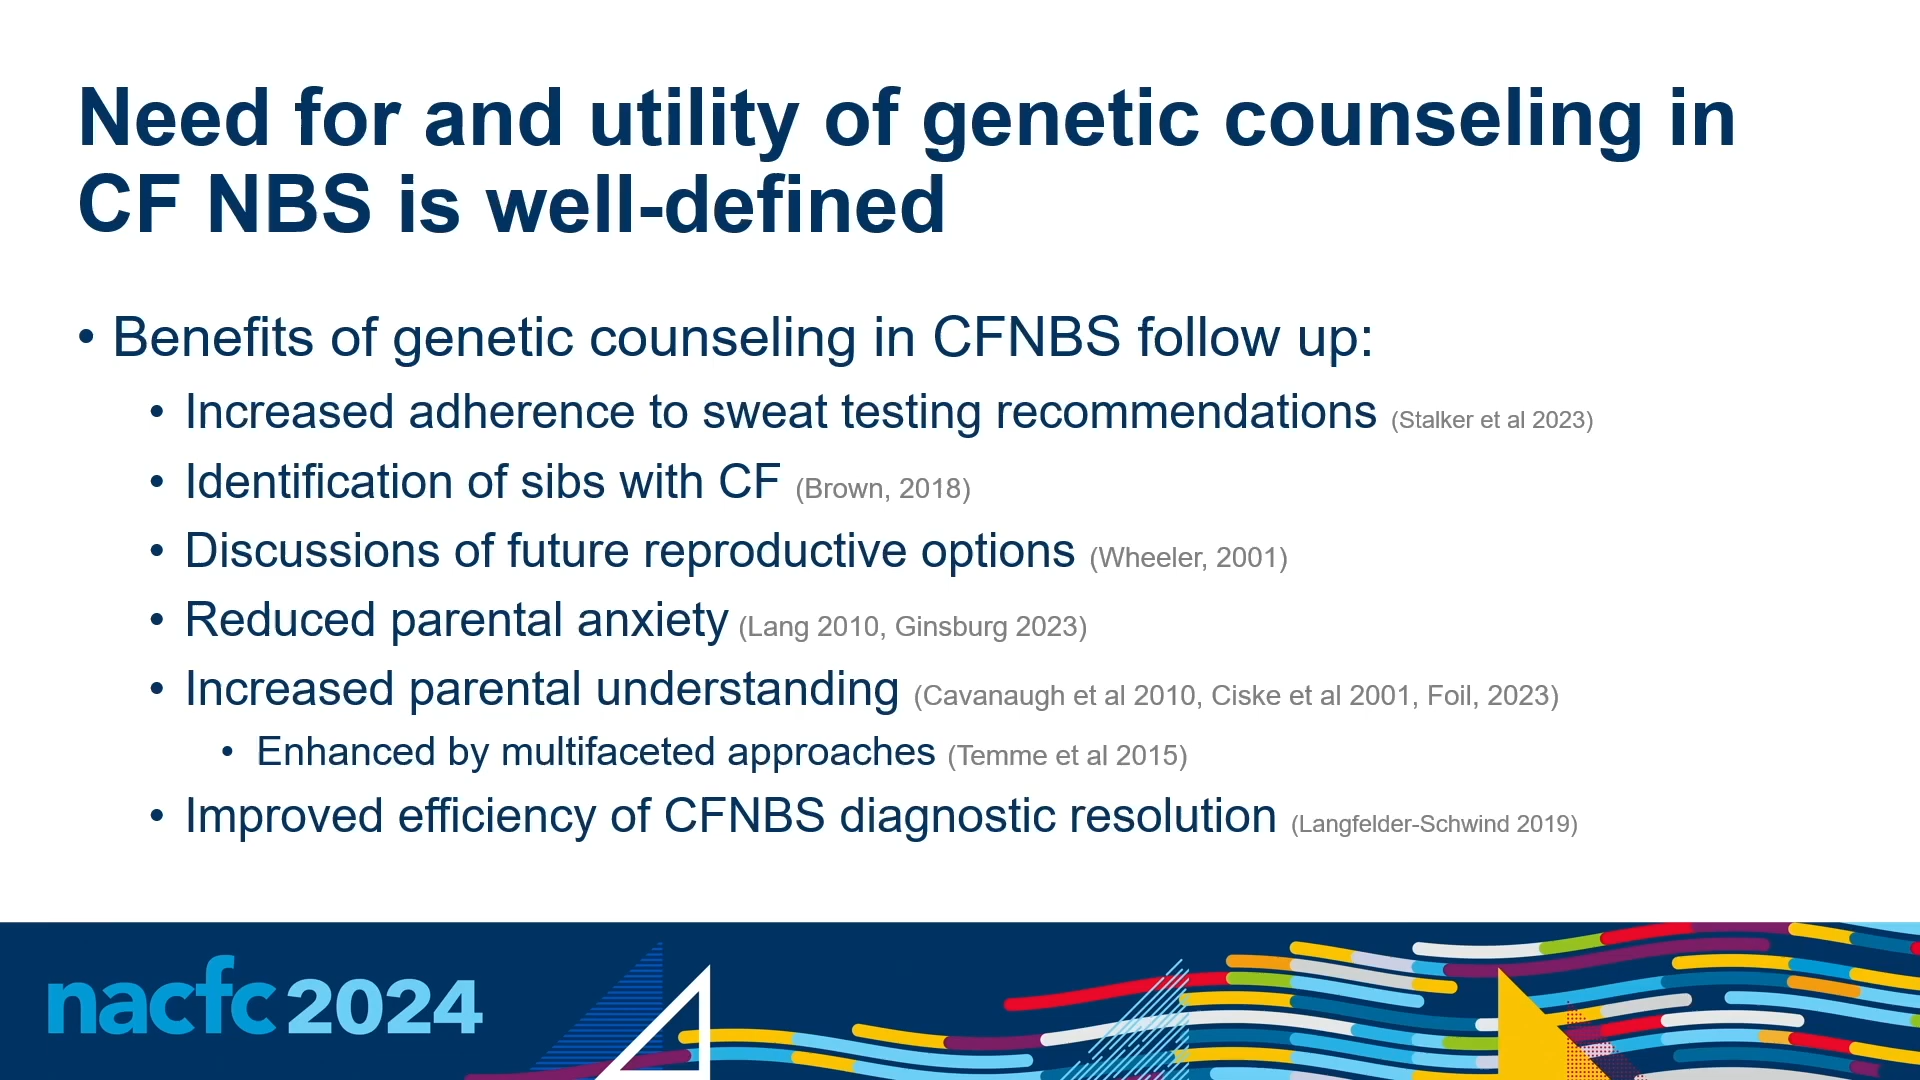 Need for and utility of genetic counseling in
CF NBS is well-defined
• Benefits of genetic counseling in CFNBS follow up:
• Increased adherence to sweat testing recommendations (Stalker et al 2023)
• Identification of sibs with CF (Brown, 2018)
• Discussions of future reproductive options (Wheeler, 2001)
• Reduced parental anxiety (Lang 2010, Ginsburg 2023)
• Increased parental understanding (Cavanaugh et al 2010, Ciske et al 2001, Foil, 2023)
• Enhanced by multifaceted approaches (Temme et al 2015)
• Improved efficiency of CFNBS diagnostic resolution (Langfelder-Schwind 2019)
nacfc 2024